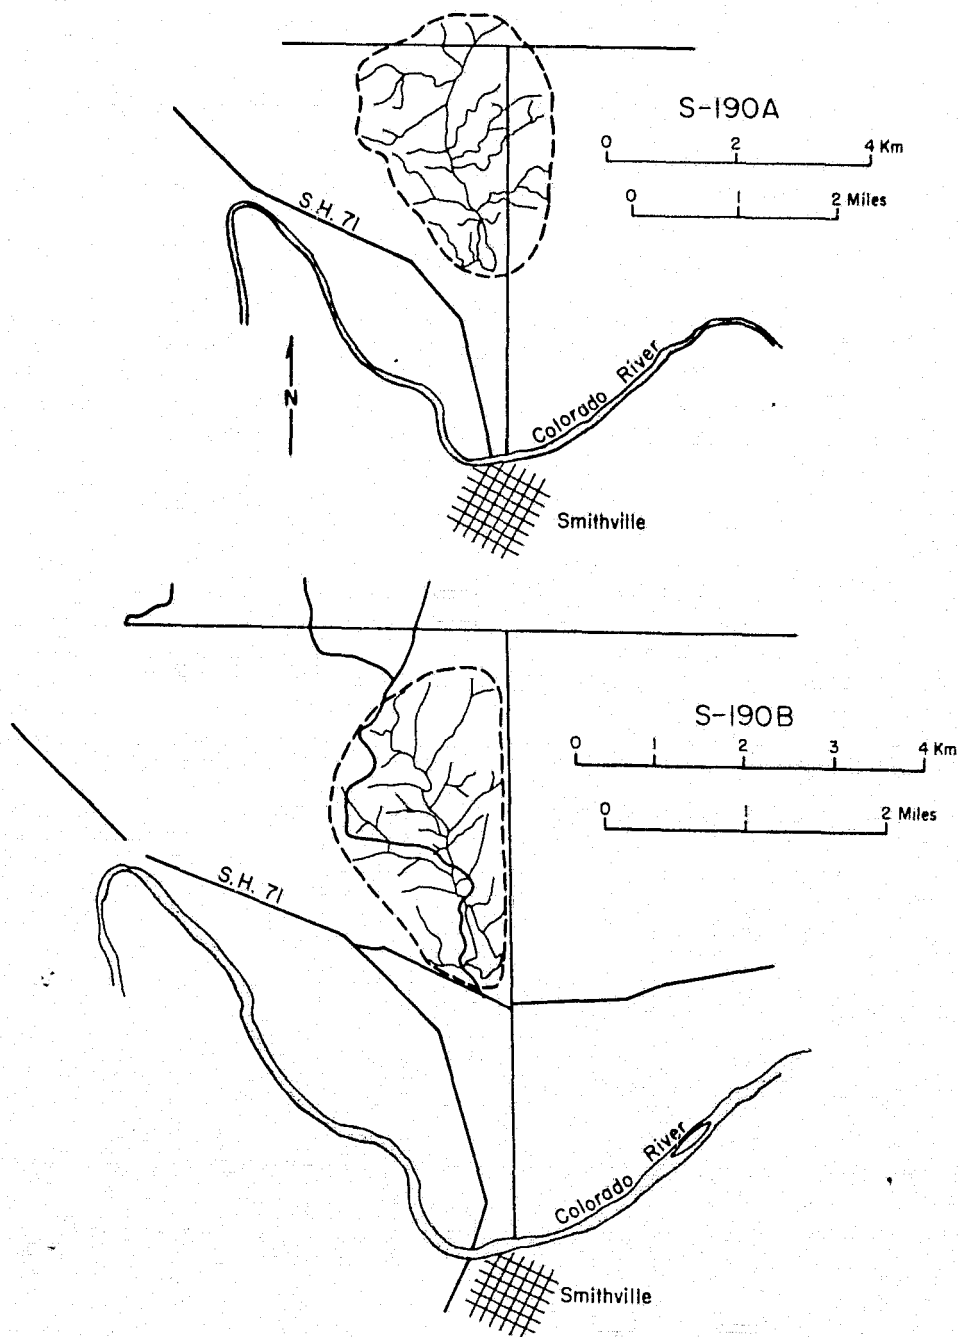 S-190A
0 2 4 Km
0 1 2 Miles
S.H. 71
N
Colorado River
Smithville
S-190B
0 1 2 3 4 Km
0 1 2 Miles
S.H. 71
Colorado River
Smithville